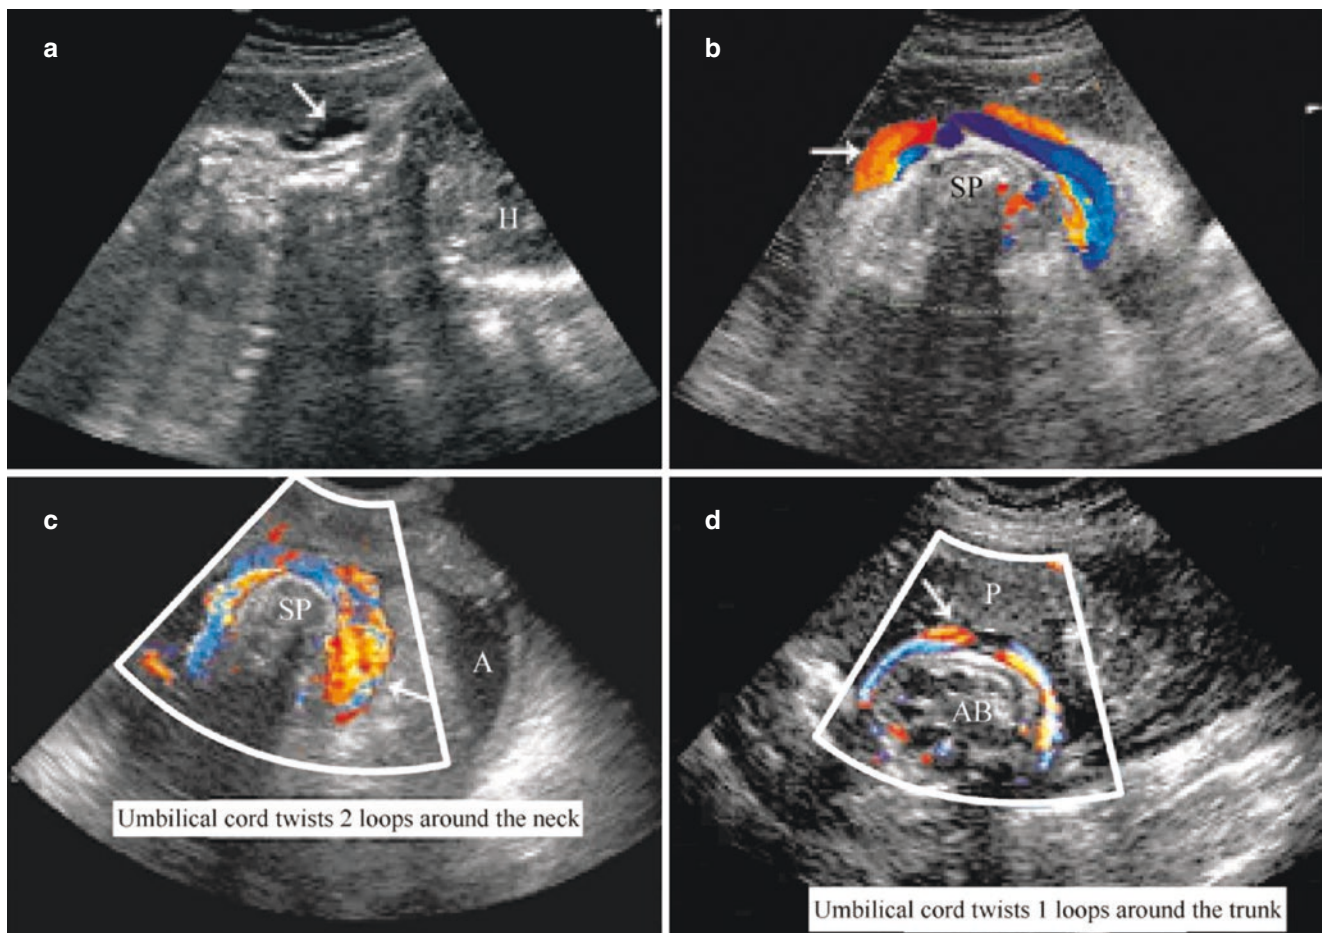 a
H
b
SP
c
SP
A
Umbilical cord twists 2 loops around the neck
d
P
AB
Umbilical cord twists 1 loops around the trunk